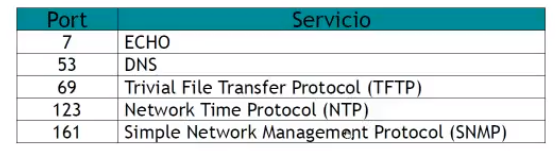 Port Servicio
7 ECHO
53 DNS
69 Trivial File Transfer Protocol (TFTP)
123 Network Time Protocol (NTP)
161 Simple Network Management Protocol (SNMP)